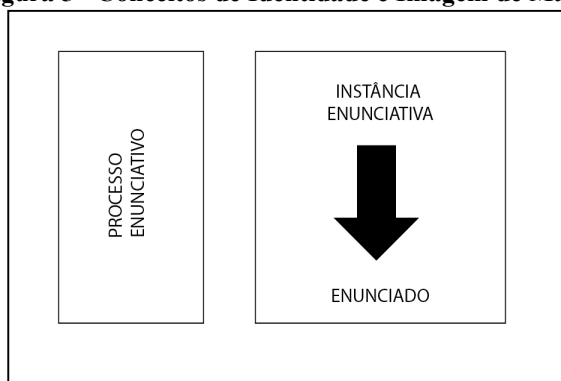 Conceitos de Identidade e Imagem de
PROCESSO
ENUNCIATIVO
INSTÂNCIA
ENUNCIATIVA
ENUNCIADO